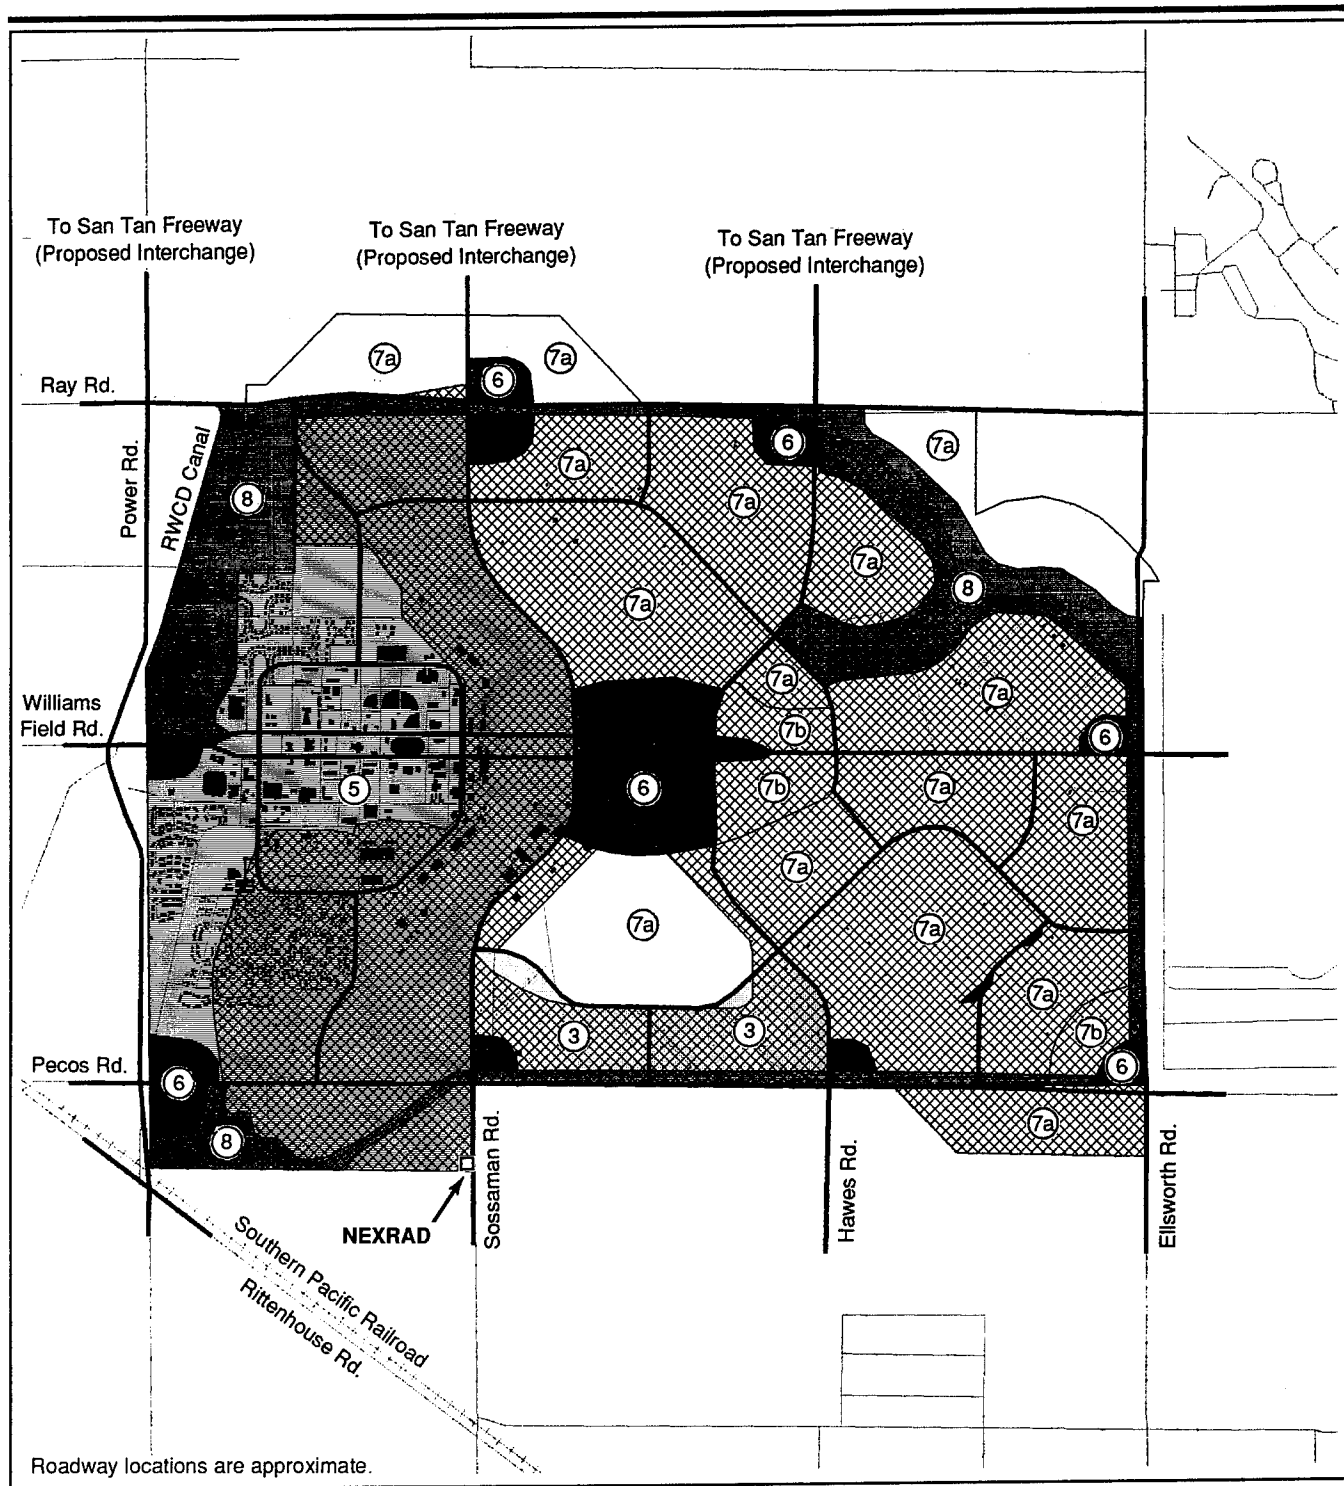 To San Tan Freeway
(Proposed Interchange)
To San Tan Freeway
(Proposed Interchange)
To San Tan Freeway
(Proposed Interchange)
7a
7a
6
Ray Rd.
6
7a
7a
Power Rd.
RWCD Canal
8
7a
7a
7a
8
7a
7a
7a
Williams
Field Rd.
7b
6
5
6
7b
7a
7a
7a
7a
7a
7a
3
3
7b
Pecos Rd.
6
6
8
7a
NEXRAD
Sossaman Rd.
Hawes Rd.
Ellsworth Rd.
Southern Pacific Railroad
Rittenhouse Rd.
Roadway locations are approximate.